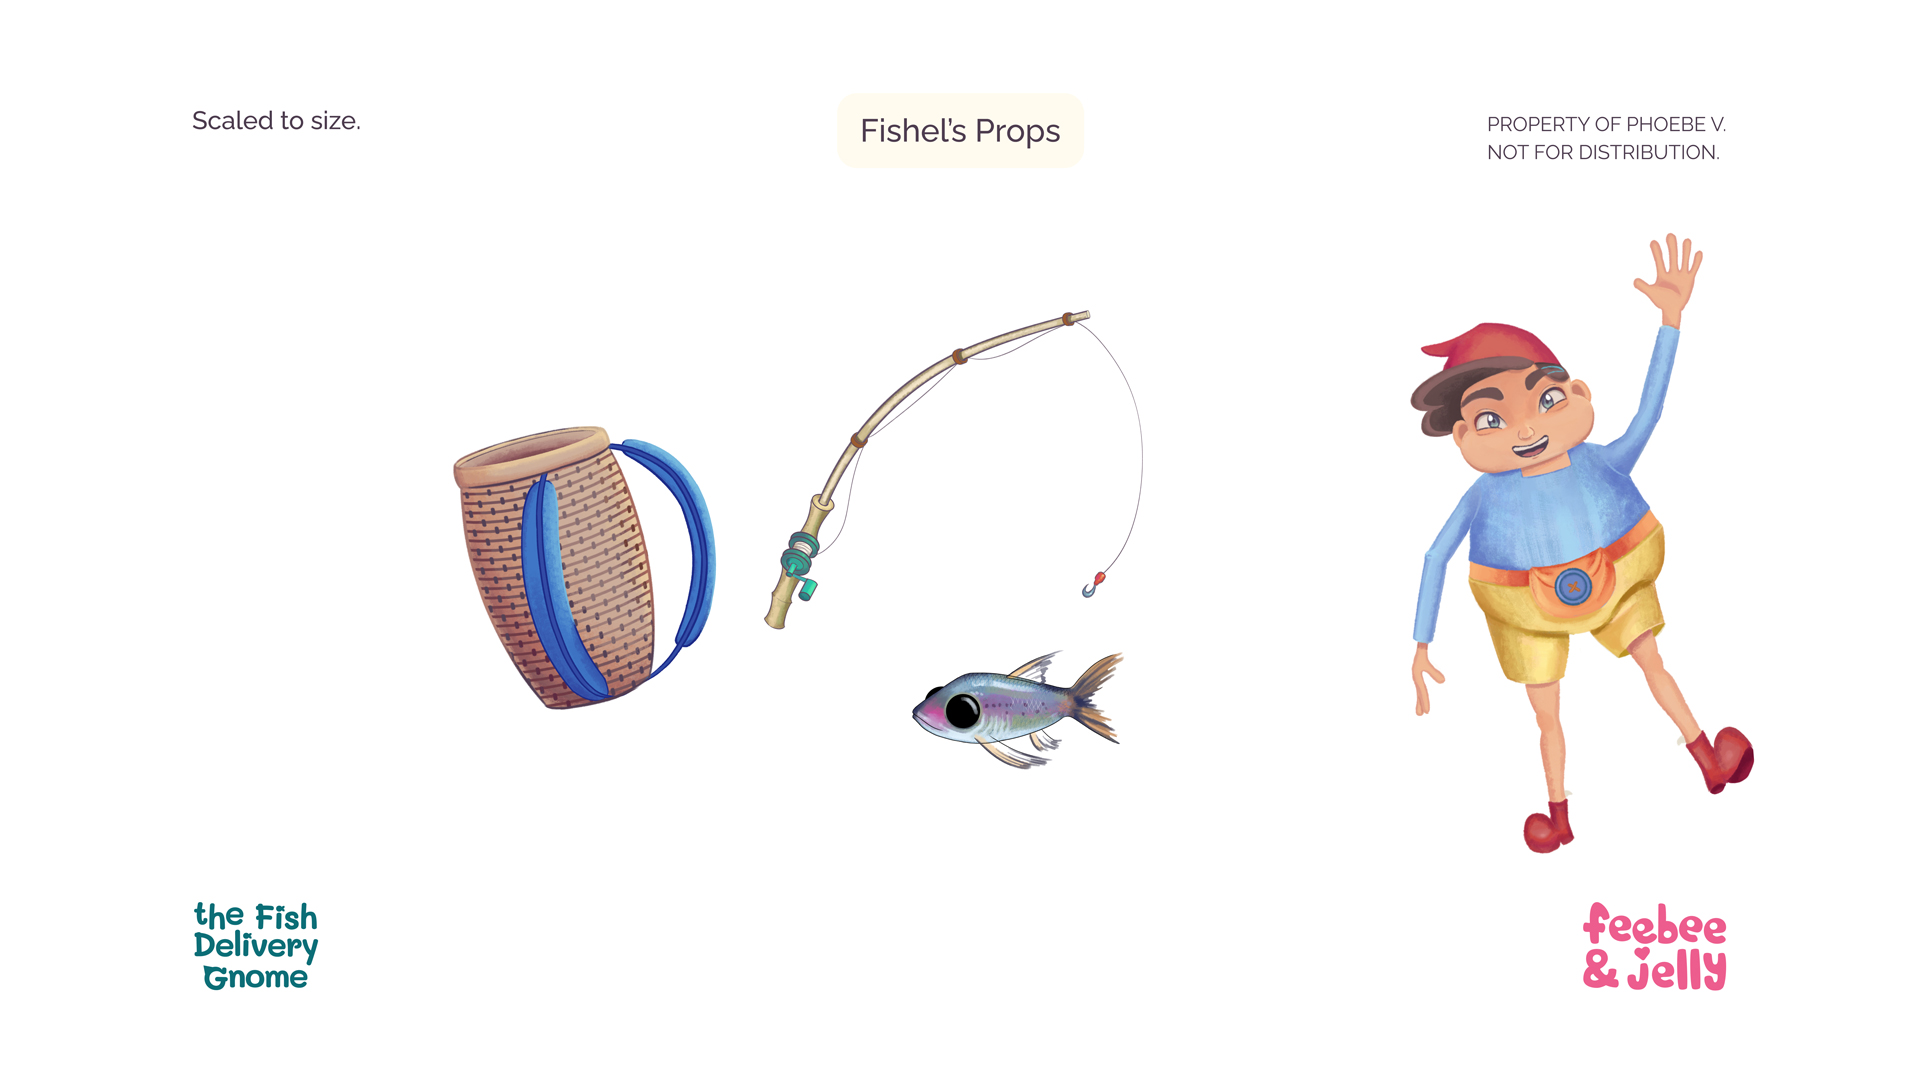 Scaled to size.
Fishel’s Props
PROPERTY OF PHOEBE V.
NOT FOR DISTRIBUTION.
the Fish
Delivery
Gnome
feebee
& jelly